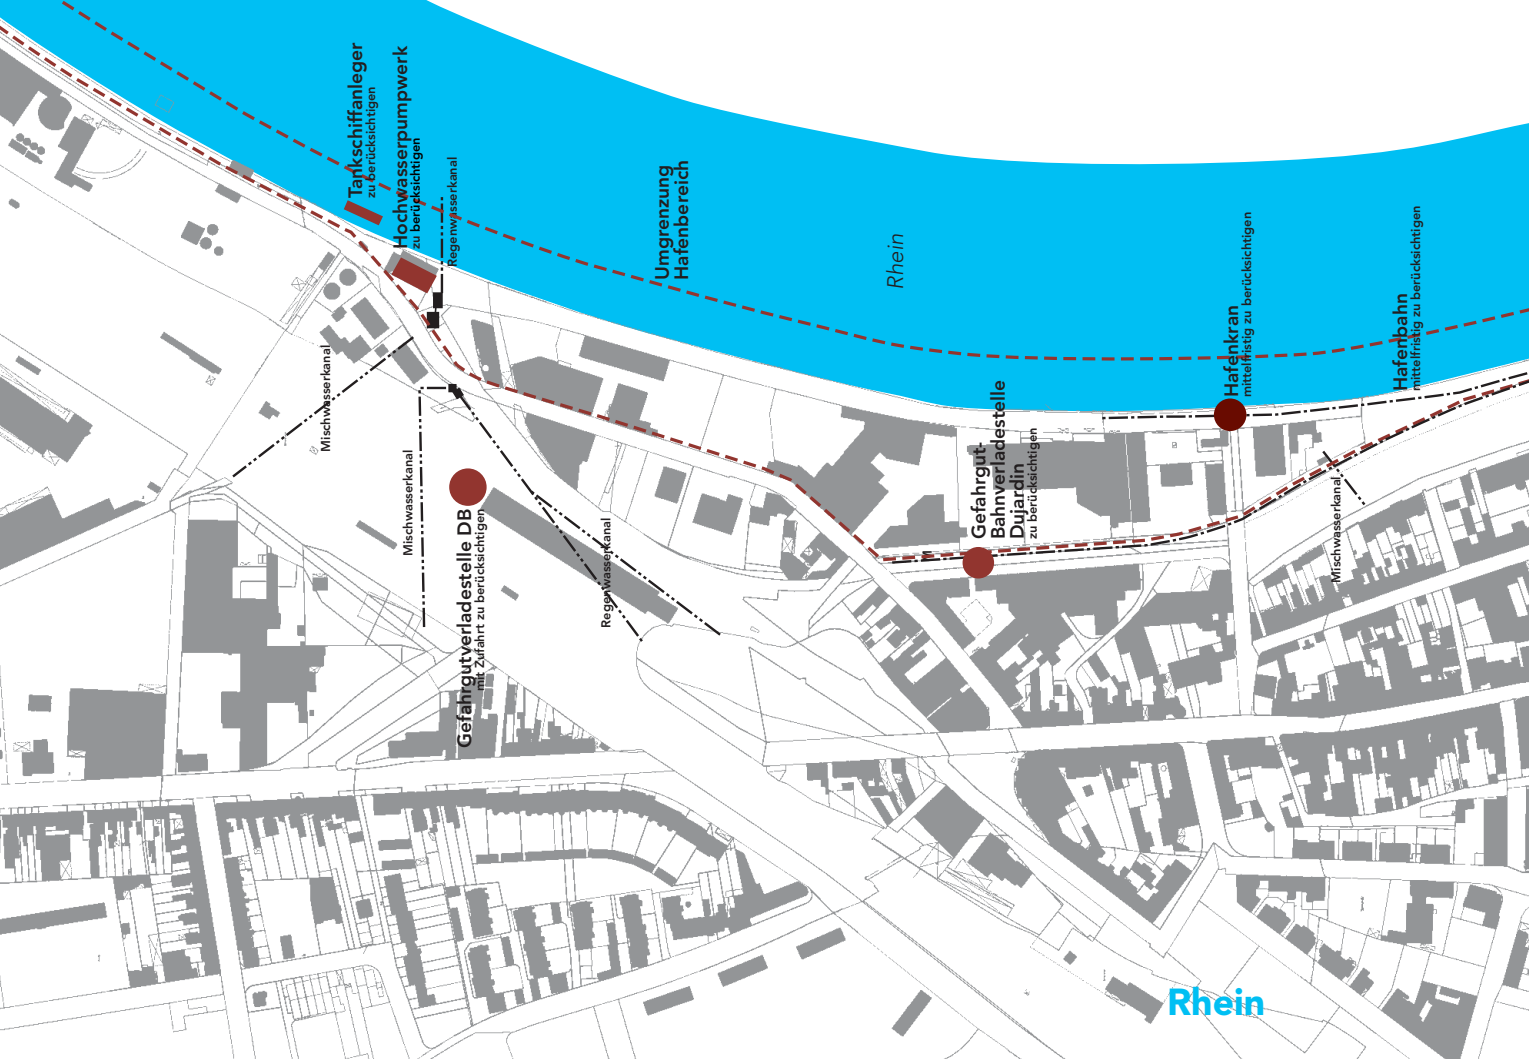 Tankschiffanleger
zu berücksichtigen
Hochwasserpumpwerk
zu berücksichtigen
Regenwasserkanal
Umgrenzung
Hafenbereich
Rhein
Hafenkran
mittelfristig zu berücksichtigen
Hafenbahn
mittelfristig zu berücksichtigen
Mischwasserkanal
Mischwasserkanal
Gefahrgutverladestelle DB
mit Zufahrt zu berücksichtigen
Regenwasserkanal
Gefahrgut-
Bahnverladestelle
Dujardin
zu berücksichtigen
Mischwasserkanal
Rhein